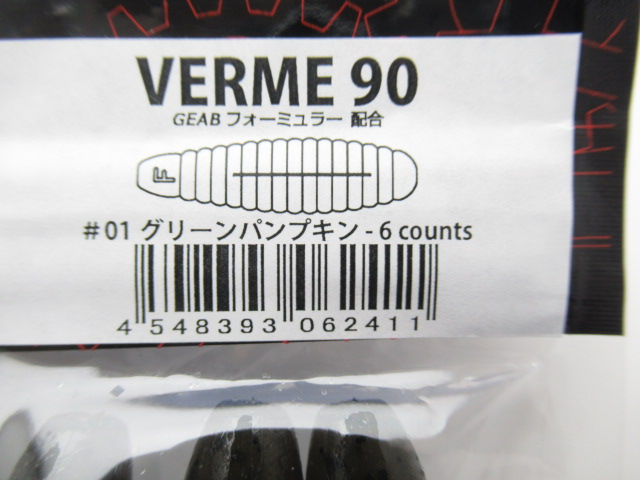 VERME 90
GEAB フォーミュラー 配合
F
#01 グリーンパンプキン - 6 counts
4 548393 062411